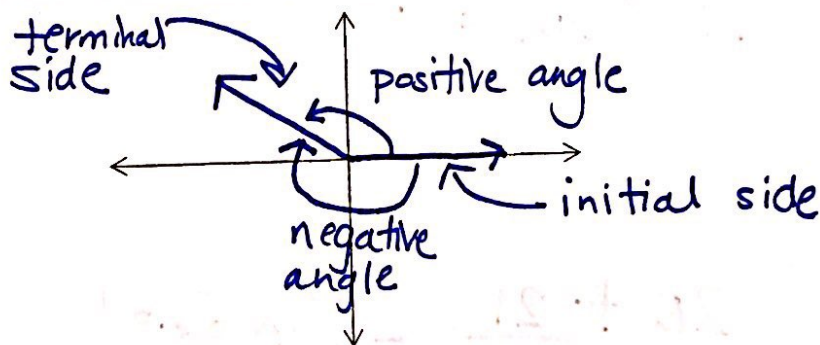 terminal
side
positive angle
initial side
negative
angle